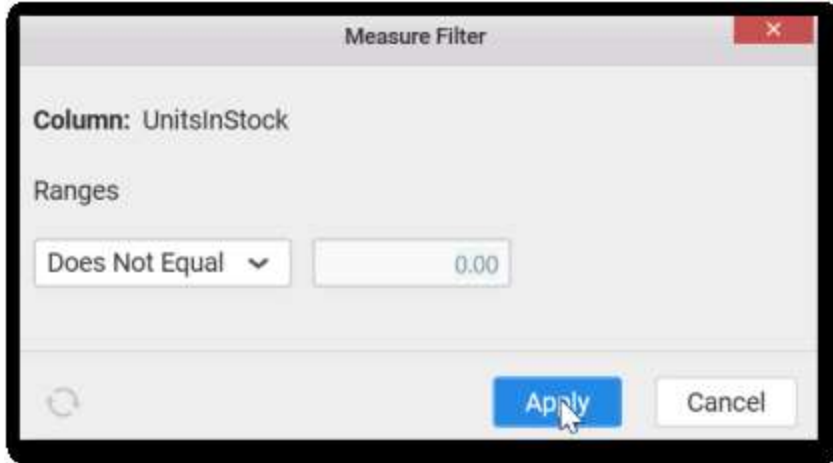 Measure Filter
Column: UnitsInStock
Ranges
Does Not Equal 0.00
Apply Cancel